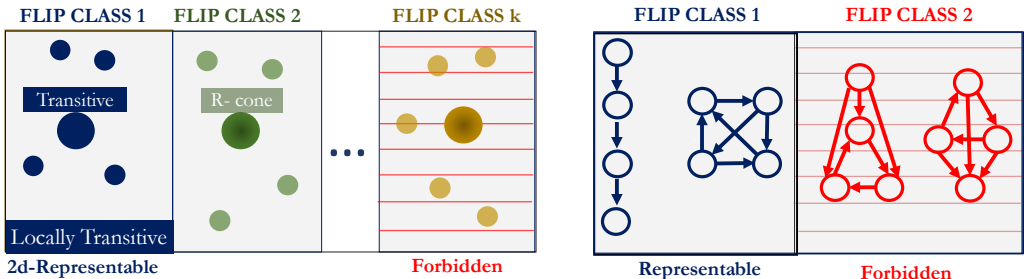 FLIP CLASS 1
FLIP CLASS 2
FLIP CLASS k
Transitive
R- cone
...
Locally Transitive
2d-Representable
Forbidden
FLIP CLASS 1
FLIP CLASS 2
Representable
Forbidden